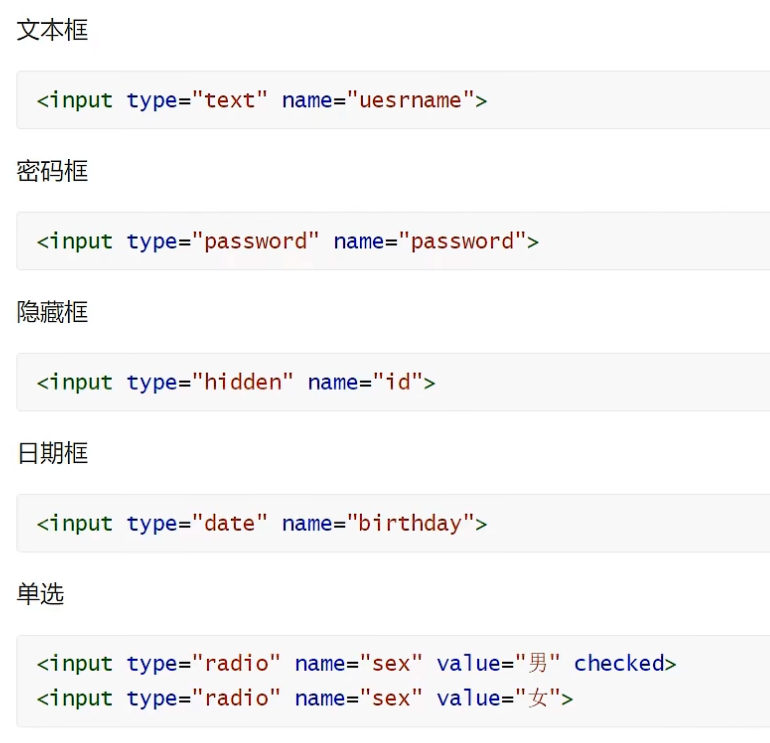 文本框
<input type="text" name="uesrname">
密码框
<input type="password" name="password">
隐藏框
<input type="hidden" name="id">
日期框
<input type="date" name="birthday">
单选
<input type="radio" name="sex" value="男" checked>
<input type="radio" name="sex" value="女">